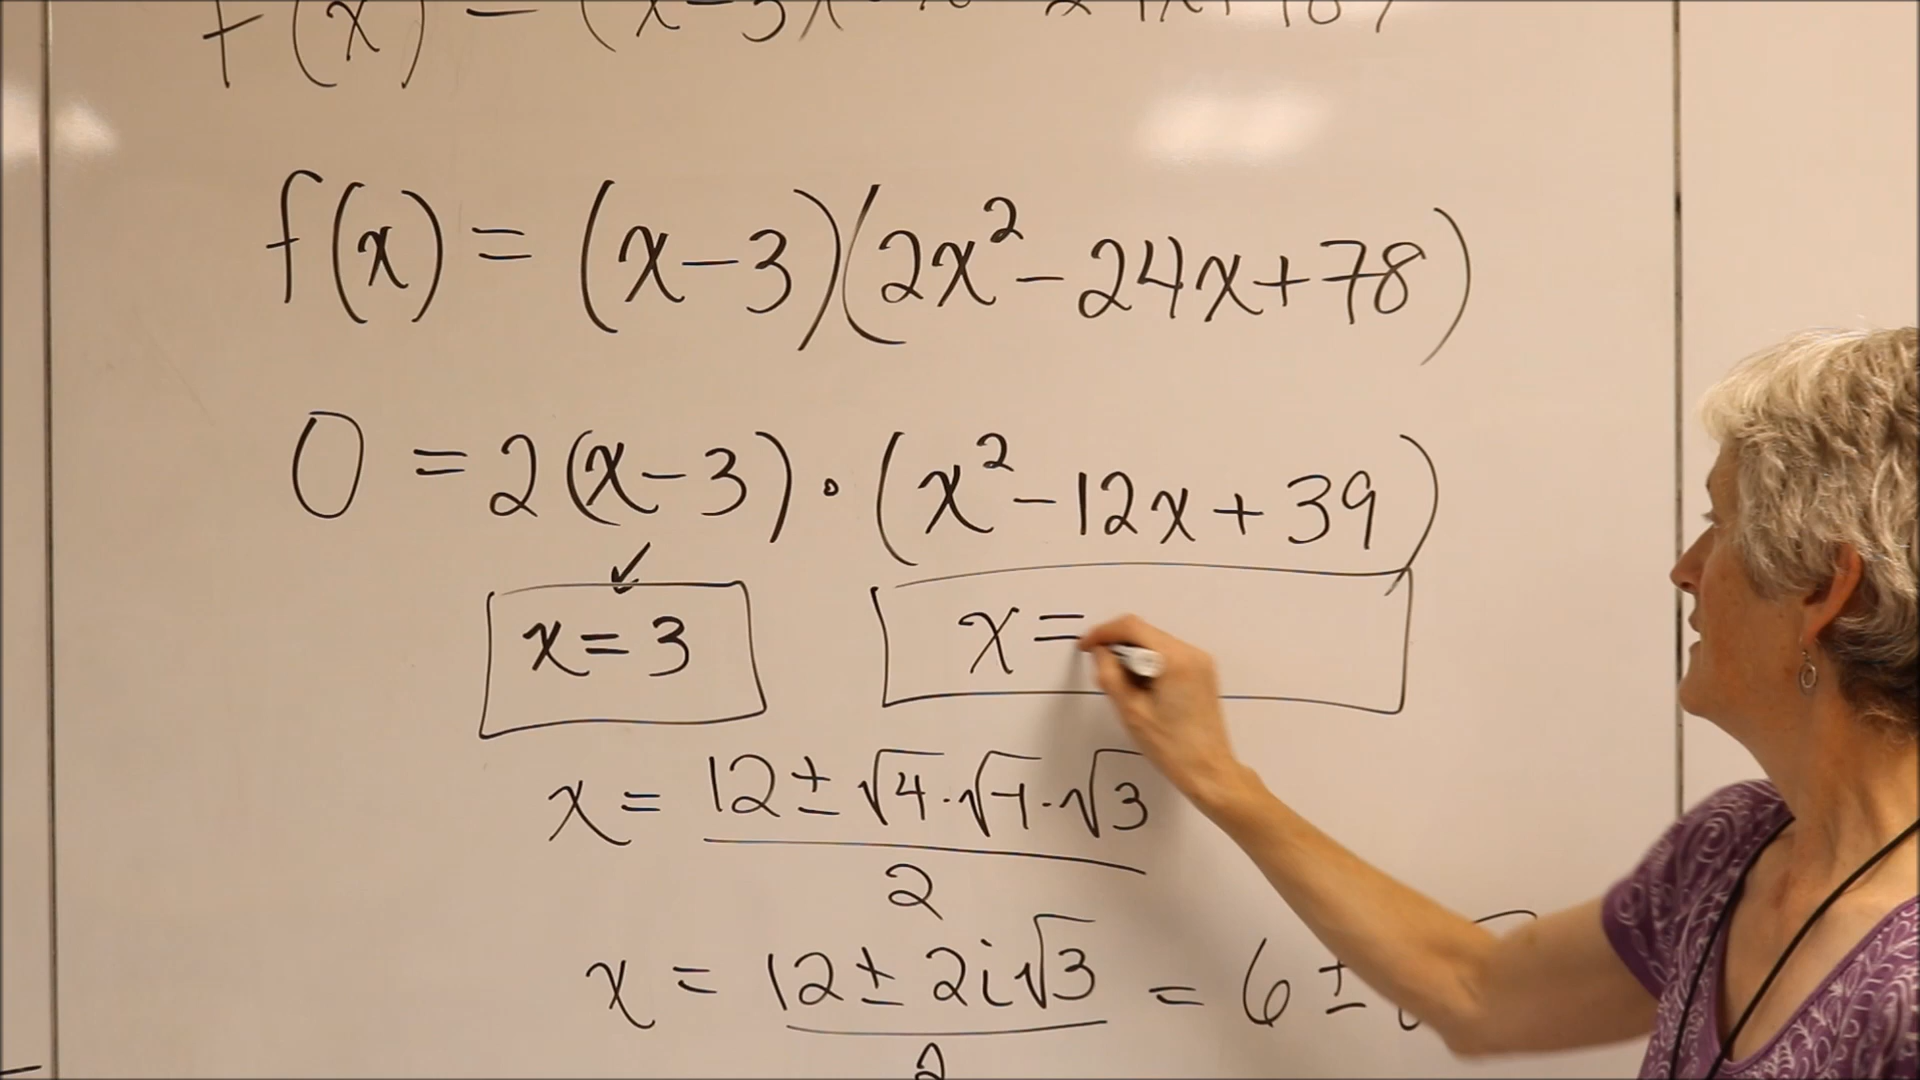 f(x) = (x-3)(2x²-24x+78)
0 = 2(x-3) · (x²-12x+39)
✓
x = 3
x =
x = (12 ± √4·√-1·√3)/2
x = (12 ± 2i√3)/2 = 6 ±